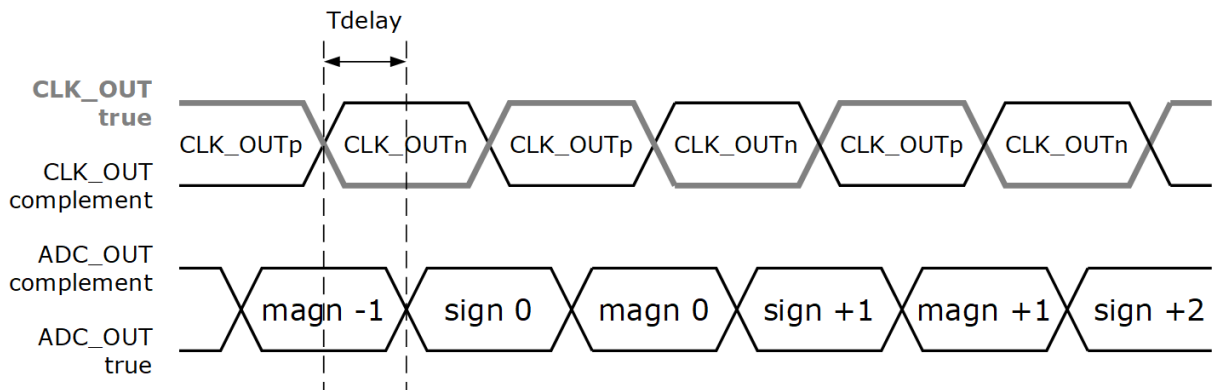 Tdelay
CLK_OUT
true
CLK_OUTp CLK_OUTn CLK_OUTp CLK_OUTn CLK_OUTp CLK_OUTn
CLK_OUT
complement
ADC_OUT
complement
magn -1 sign 0 magn 0 sign +1 magn +1 sign +2
ADC_OUT
true